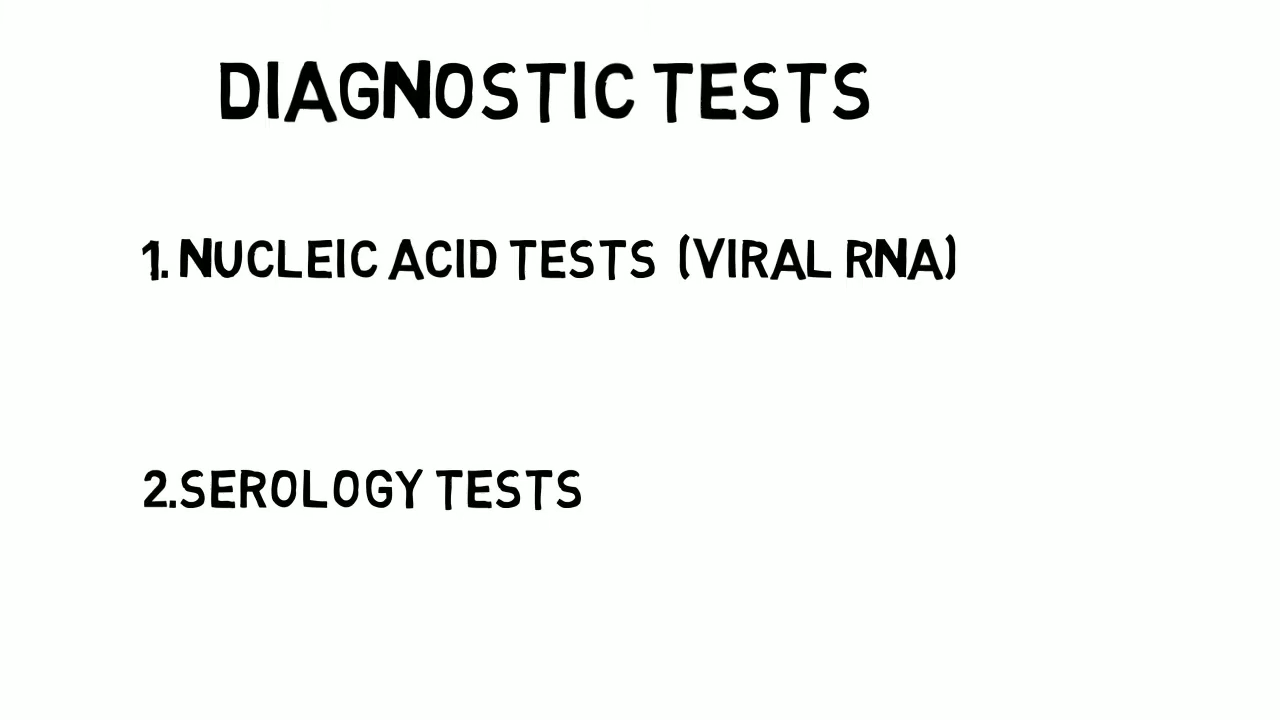 DIAGNOSTIC TESTS
1. NUCLEIC ACID TESTS (VIRAL RNA)
2.SEROLOGY TESTS